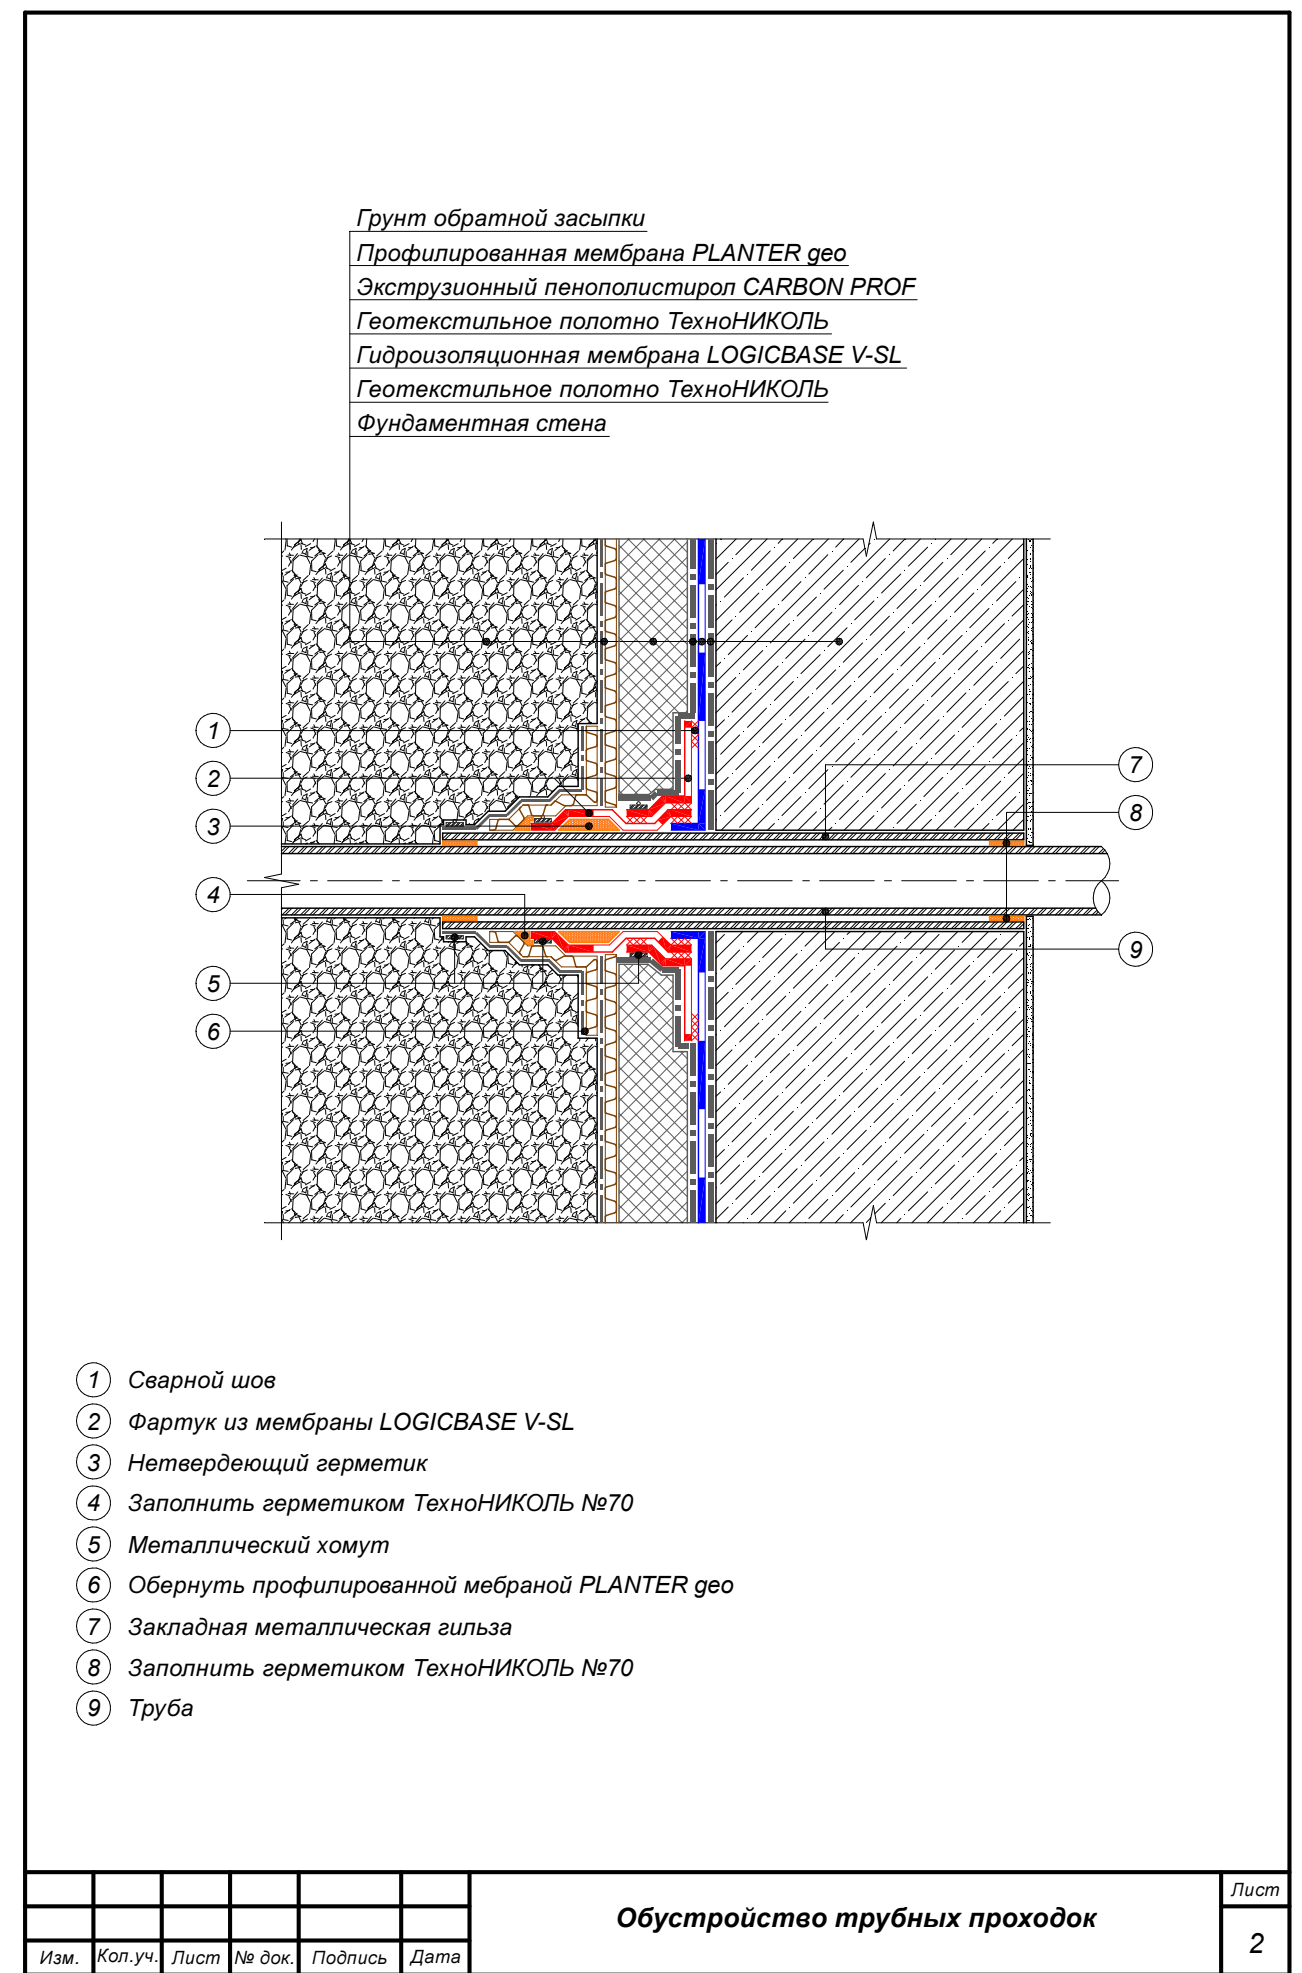 Грунт обратной засыпки
Профилированная мембрана PLANTER geo
Экструзионный пенополистирол CARBON PROF
Геотекстильное полотно ТехноНИКОЛЬ
Гидроизоляционная мембрана LOGICBASE V-SL
Геотекстильное полотно ТехноНИКОЛЬ
Фундаментная стена
1
2
3
4
5
6
7
8
9
1 Сварной шов
2 Фартук из мембраны LOGICBASE V-SL
3 Нетвердеющий герметик
4 Заполнить герметиком ТехноНИКОЛЬ №70
5 Металлический хомут
6 Обернуть профилированной мебраной PLANTER geo
7 Закладная металлическая гильза
8 Заполнить герметиком ТехноНИКОЛЬ №70
9 Труба
Изм. Кол.уч. Лист № док. Подпись Дата
Обустройство трубных проходок
Лист
2